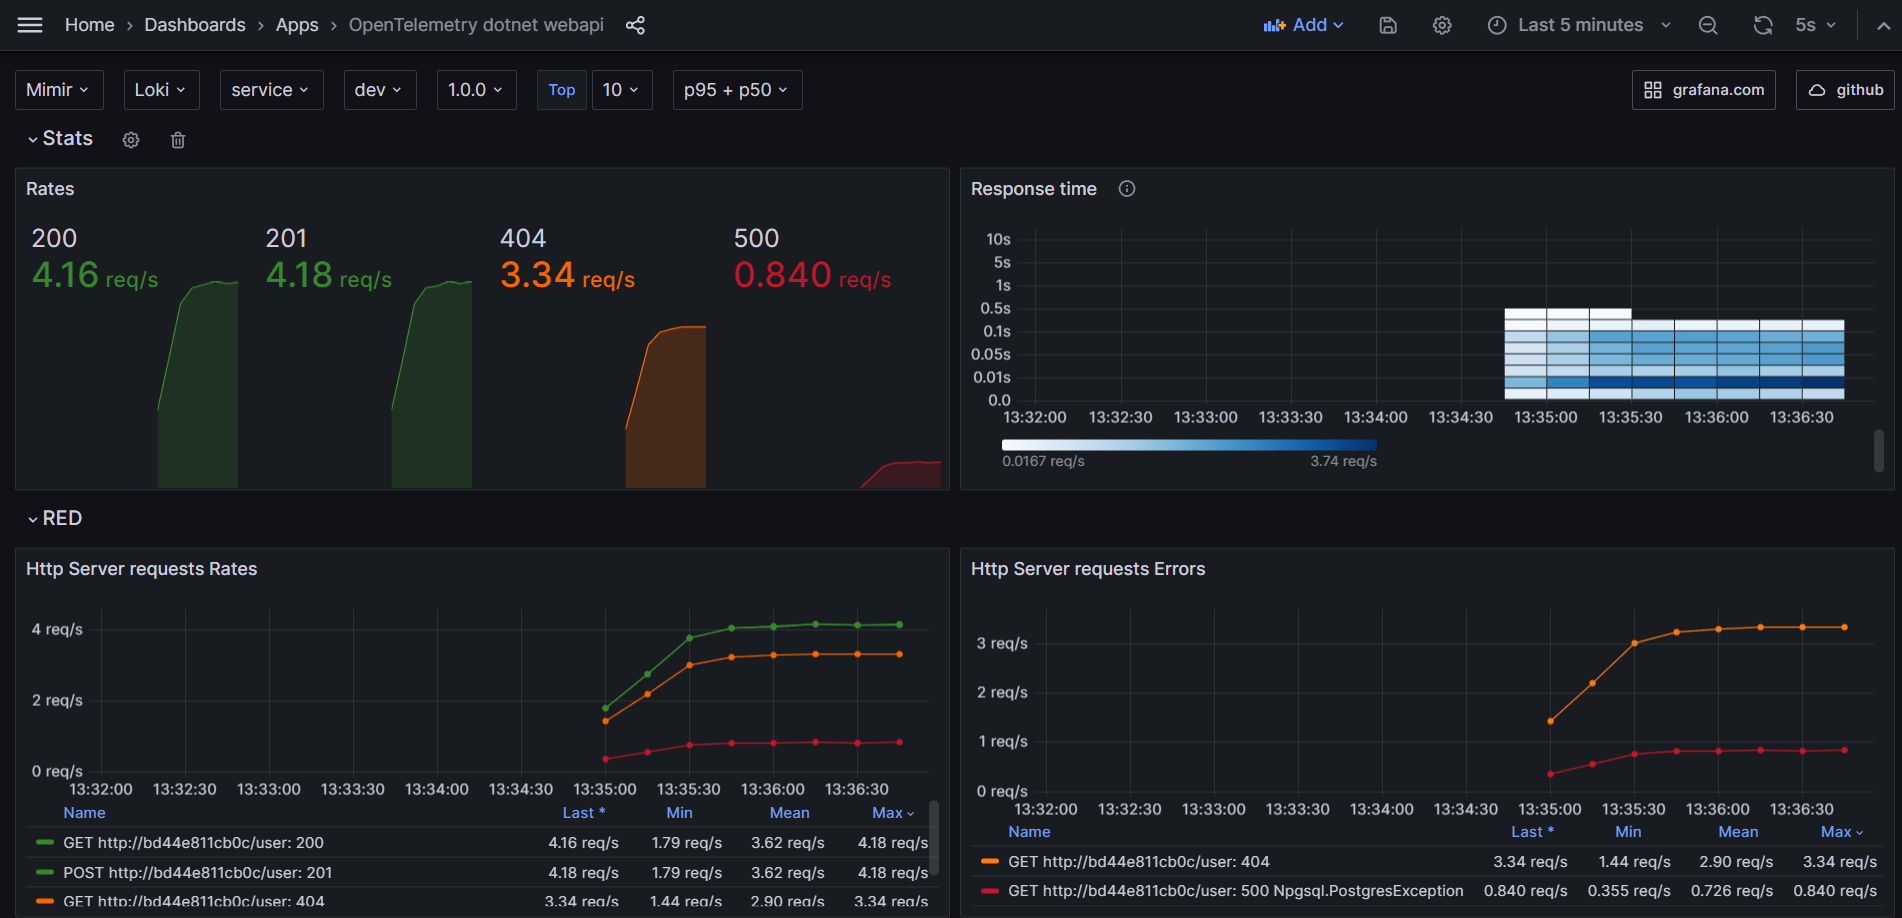 Home › Dashboards › Apps › OpenTelemetry dotnet webapi
Add
Last 5 minutes
5s
Mimir
Loki
service
dev
1.0.0
Top
10
p95 + p50
grafana.com
github
Stats
Rates
200
4.16 req/s
201
4.18 req/s
404
3.34 req/s
500
0.840 req/s
Response time
10s
5s
1s
0.5s
0.1s
0.05s
0.01s
0.0
13:32:00 13:32:30 13:33:00 13:33:30 13:34:00 13:34:30 13:35:00 13:35:30 13:36:00 13:36:30
0.0167 req/s 3.74 req/s
RED
Http Server requests Rates
4 req/s
2 req/s
0 req/s
13:32:00 13:32:30 13:33:00 13:33:30 13:34:00 13:34:30 13:35:00 13:35:30 13:36:00 13:36:30
Name Last * Min Mean Max
GET http://bd44e811cb0c/user: 200 4.16 req/s 1.79 req/s 3.62 req/s 4.18 req/s
POST http://bd44e811cb0c/user: 201 4.18 req/s 1.79 req/s 3.62 req/s 4.18 req/s
GET http://bd44e811cb0c/user: 404 3.34 req/s 1.44 req/s 2.90 req/s 3.34 req/s
Http Server requests Errors
3 req/s
2 req/s
1 req/s
0 req/s
13:32:00 13:32:30 13:33:00 13:33:30 13:34:00 13:34:30 13:35:00 13:35:30 13:36:00 13:36:30
Name Last * Min Mean Max
GET http://bd44e811cb0c/user: 404 3.34 req/s 1.44 req/s 2.90 req/s 3.34 req/s
GET http://bd44e811cb0c/user: 500 Npgsql.PostgresException 0.840 req/s 0.355 req/s 0.726 req/s 0.840 req/s